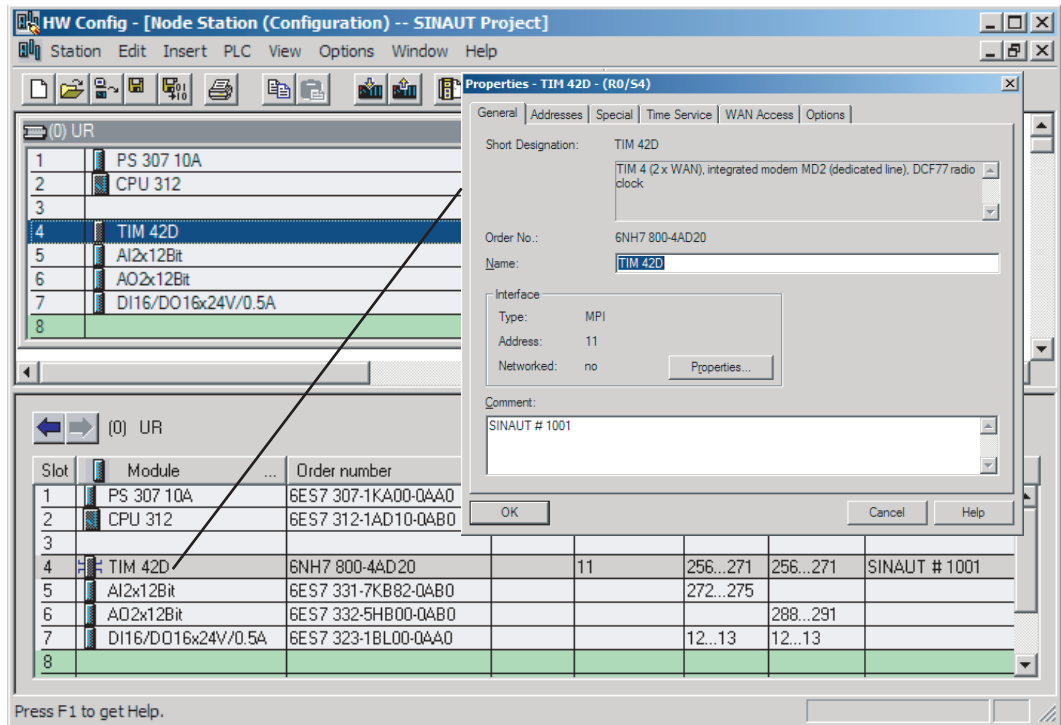 HW Config - [Node Station (Configuration) -- SINAUT Project]
Station Edit Insert PLC View Options Window Help
(0) UR
1 PS 307 10A
2 CPU 312
3
4 TIM 42D
5 AI2x12Bit
6 AO2x12Bit
7 DI16/DO16x24V/0.5A
8
Properties - TIM 42D - (R0/S4)
General Addresses Special Time Service WAN Access Options
Short Designation: TIM 42D
TIM 4 (2 x WAN), integrated modem MD2 (dedicated line), DCF77 radio
clock
Order No.: 6NH7 800-4AD20
Name: TIM 42D
Interface
Type: MPI
Address: 11
Networked: no Properties...
Comment:
SINAUT # 1001
OK Cancel Help
(0) UR
Slot Module ... Order number
1 PS 307 10A 6ES7 307-1KA00-0AA0
2 CPU 312 6ES7 312-1AD10-0AB0
3
4 TIM 42D 6NH7 800-4AD20 11 256...271 256...271 SINAUT # 1001
5 AI2x12Bit 6ES7 331-7KB82-0AB0 272...275
6 AO2x12Bit 6ES7 332-5HB00-0AB0 288...291
7 DI16/DO16x24V/0.5A 6ES7 323-1BL00-0AA0 12...13 12...13
8
Press F1 to get Help.